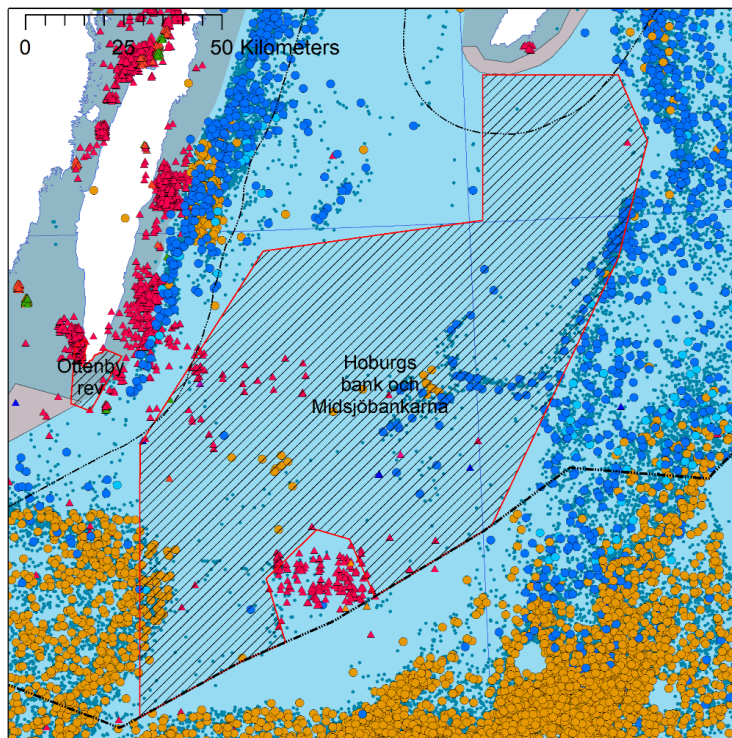 0 25 50 Kilometers
Ottenby
rev
Hoburgs
bank och
Midsjöbankarna